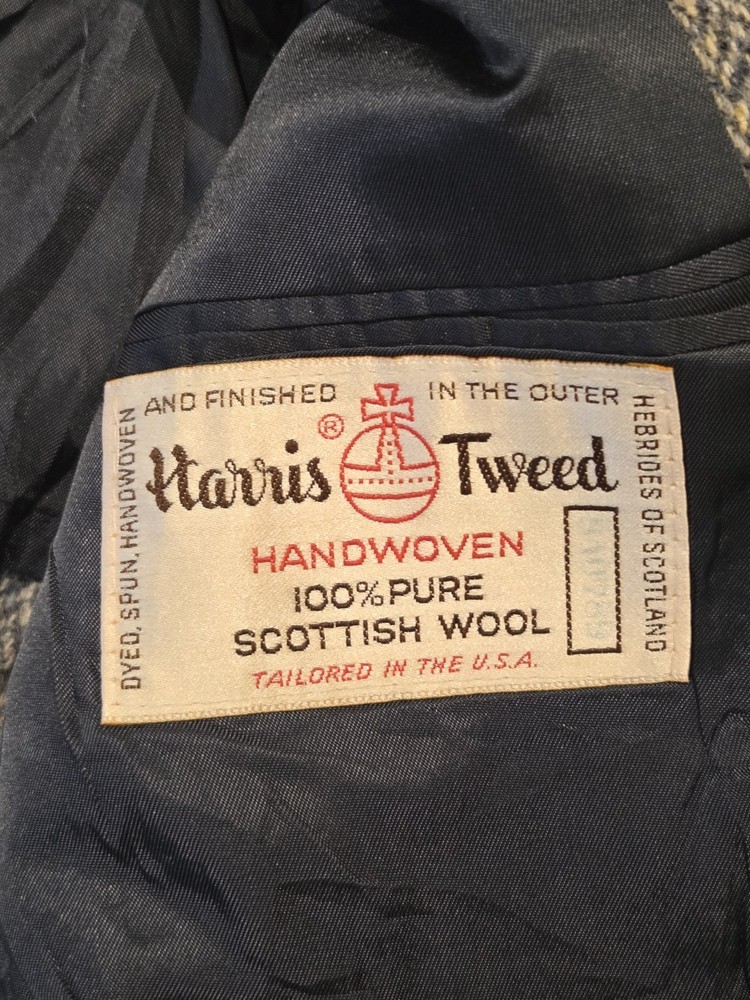 DYED, SPUN, HANDWOVEN
AND FINISHED IN THE OUTER
HEBRIDES OF SCOTLAND
Harris ® Tweed
HANDWOVEN
100% PURE
SCOTTISH WOOL
TAILORED IN THE U.S.A.